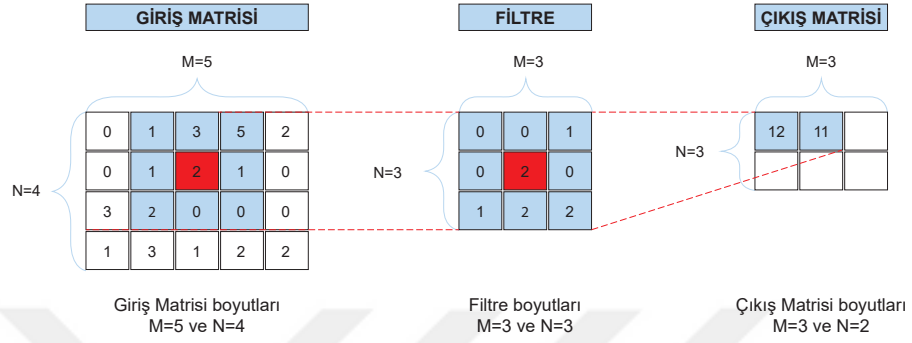 GİRİŞ MATRİSİ
FİLTRE
ÇIKIŞ MATRİSİ
M=5
M=3
M=3
N=4
0 1 3 5 2
0 1 2 1 0
3 2 0 0 0
1 3 1 2 2
N=3
0 0 1
0 2 0
1 2 2
N=3
12 11
Giriş Matrisi boyutları
M=5 ve N=4
Filtre boyutları
M=3 ve N=3
Çıkış Matrisi boyutları
M=3 ve N=2